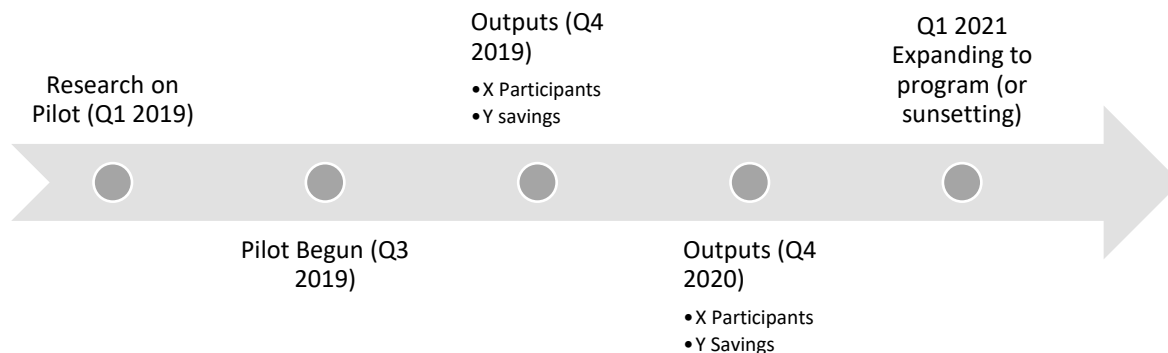 Research on
Pilot (Q1 2019)
Pilot Begun (Q3
2019)
Outputs (Q4
2019)
•X Participants
•Y savings
Outputs (Q4
2020)
•X Participants
•Y Savings
Q1 2021
Expanding to
program (or
sunsetting)